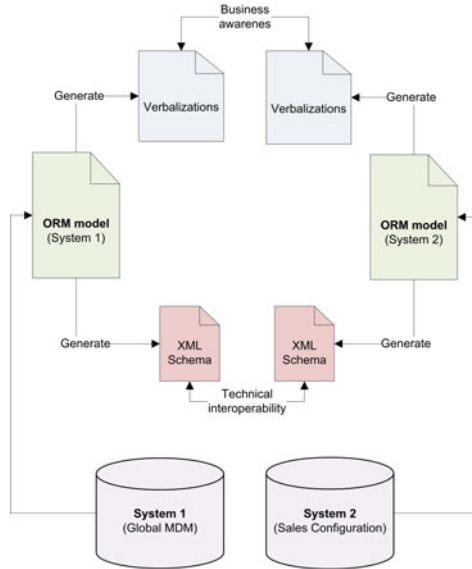 Business
awarenes
Generate
Verbalizations
Verbalizations
Generate
ORM model
(System 1)
ORM model
(System 2)
Generate
XML
Schema
XML
Schema
Generate
Technical
interoperability
System 1
(Global MDM)
System 2
(Sales Configuration)